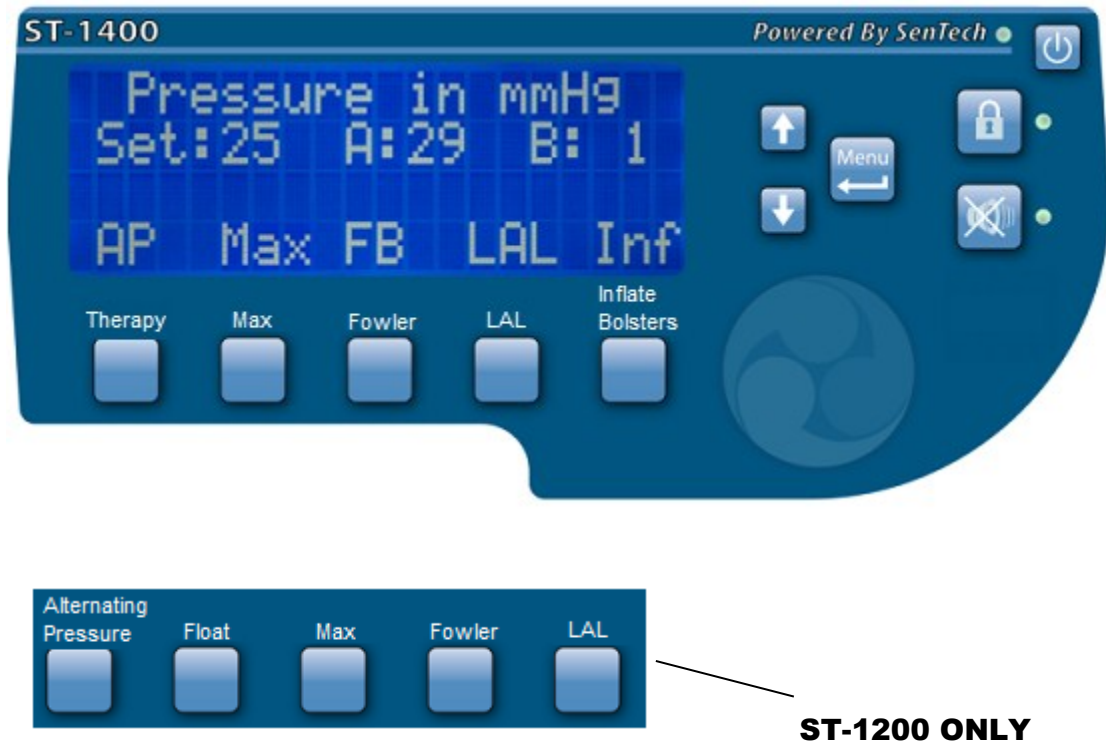 ST-1400 Powered By SenTech
Pressure in mmHg
Set:25 A:29 B: 1
AP Max FB LAL Inf
Menu
Therapy Max Fowler LAL Inflate Bolsters
Alternating Pressure Float Max Fowler LAL
ST-1200 ONLY